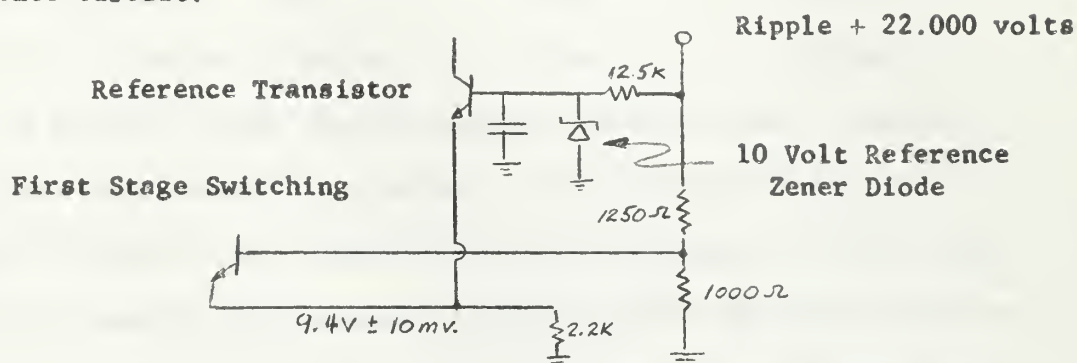 Ripple + 22.000 volts
12.5K
Reference Transistor
10 Volt Reference
Zener Diode
First Stage Switching
1250Ω
1000Ω
9.4V ± 10mv.
2.2K